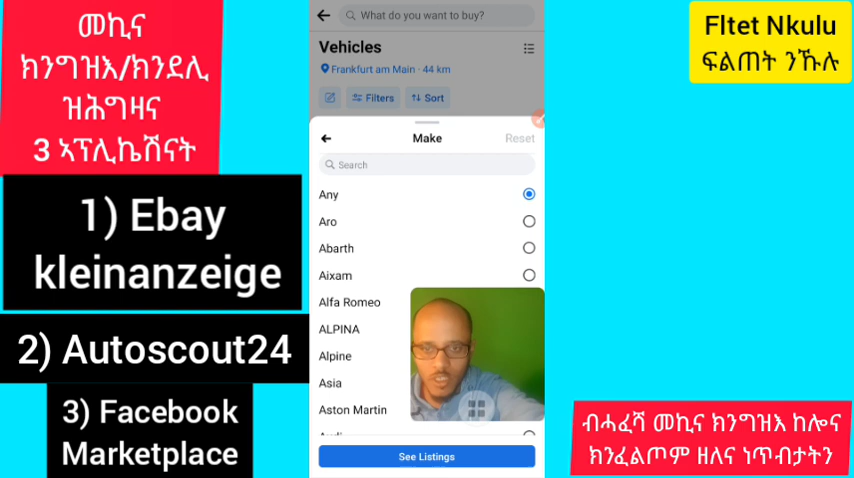 መኪና
ክንግዝእ/ክንደሊ
ዝሕግዛና
3 ኣፕሊኬሽናት
1) Ebay
kleinanzeige
2) Autoscout24
3) Facebook
Marketplace
What do you want to buy?
Vehicles
Frankfurt am Main · 44 km
Filters
Sort
Make
Reset
Search
Any
Aro
Abarth
Aixam
Alfa Romeo
ALPINA
Alpine
Asia
Aston Martin
See Listings
Fltet Nkulu
ፍልጠት ንኹሉ
ብሓፈሻ መኪና ክንግዝእ ከሎና
ክንፈልጦም ዘለና ነጥብታትን